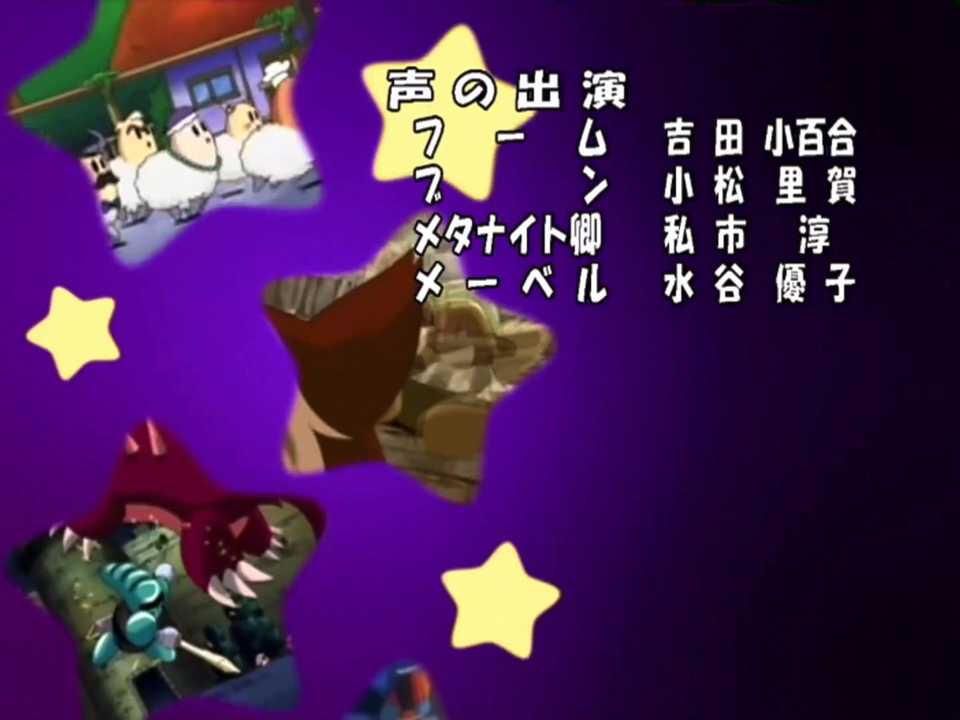 声の出演
フーム 吉田 小百合
ブン 小松 里賀
メタナイト卿 私市 淳
メーベル 水谷 優子